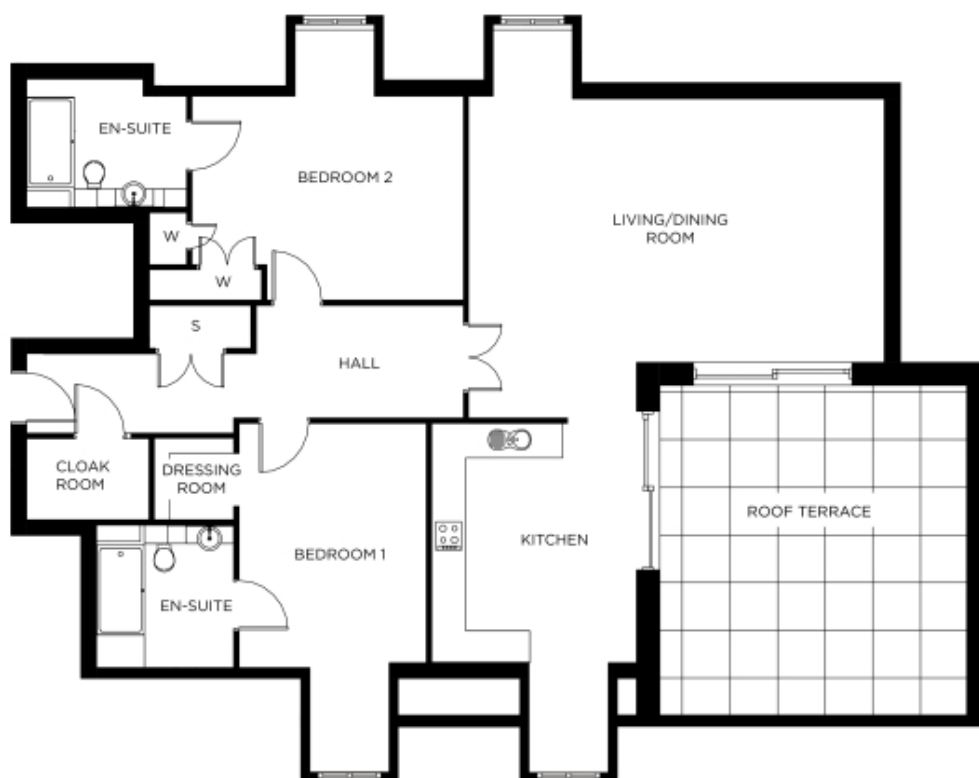 EN-SUITE
BEDROOM 2
LIVING/DINING
ROOM
W
W
S
HALL
CLOAK
ROOM
DRESSING
ROOM
ROOF TERRACE
KITCHEN
BEDROOM 1
EN-SUITE